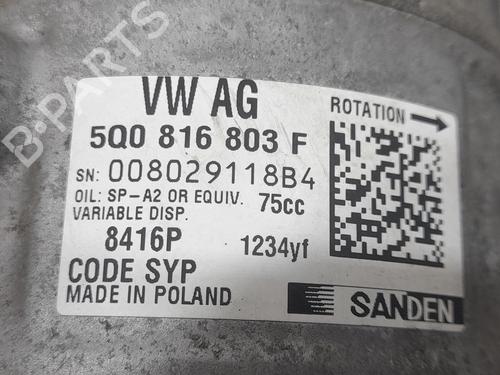 VW AG
ROTATION
5Q0 816 803 F
SN: 008029118B4
OIL: SP-A2 OR EQUIV. 75cc
VARIABLE DISP.
8416P 1234yf
CODE SYP
MADE IN POLAND
SANDEN
B-PARTS